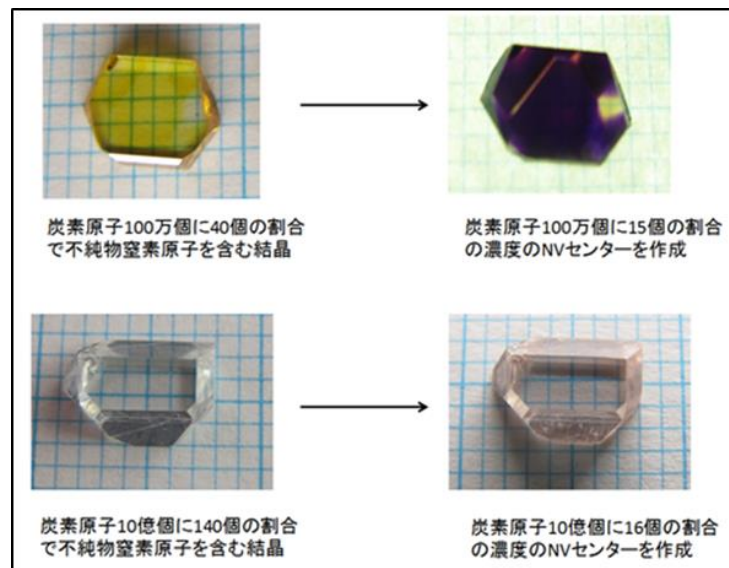 炭素原子100万個に40個の割合
で不純物窒素原子を含む結晶
炭素原子100万個に15個の割合
の濃度のNVセンターを作成
炭素原子10億個に140個の割合
で不純物窒素原子を含む結晶
炭素原子10億個に16個の割合
の濃度のNVセンターを作成